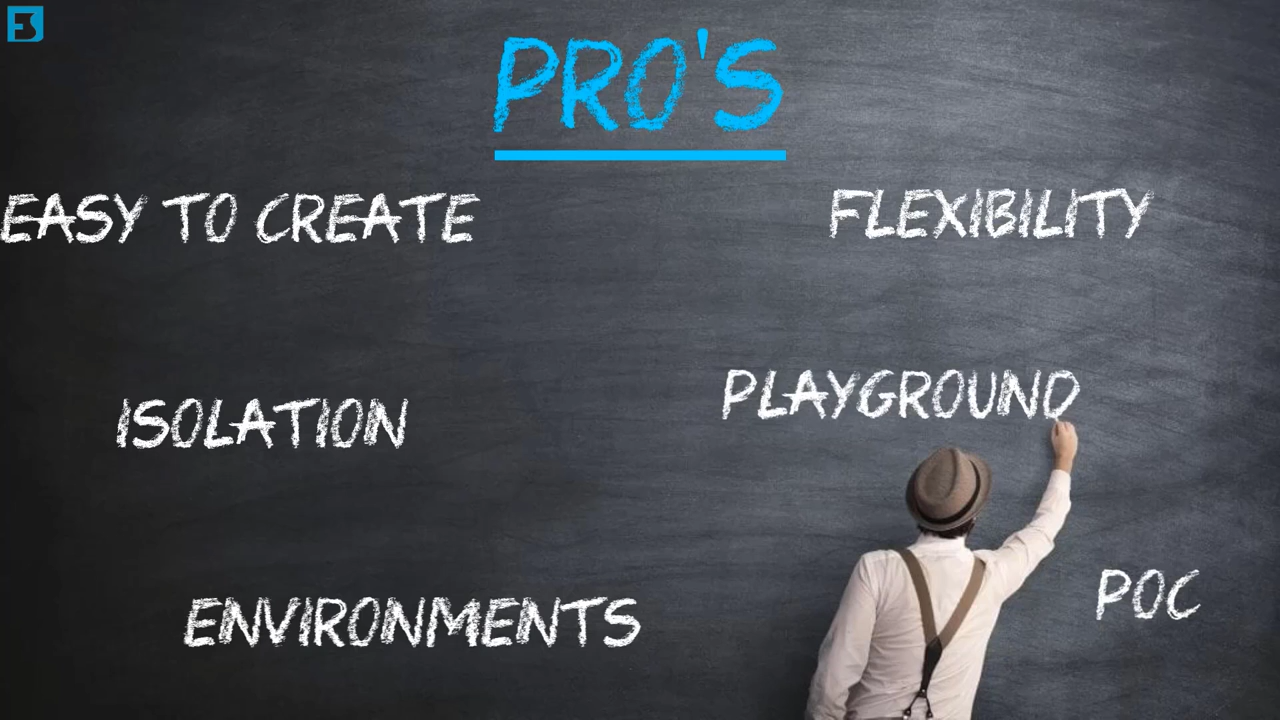 PRO'S
EASY TO CREATE
FLEXIBILITY
ISOLATION
PLAYGROUND
ENVIRONMENTS
POC